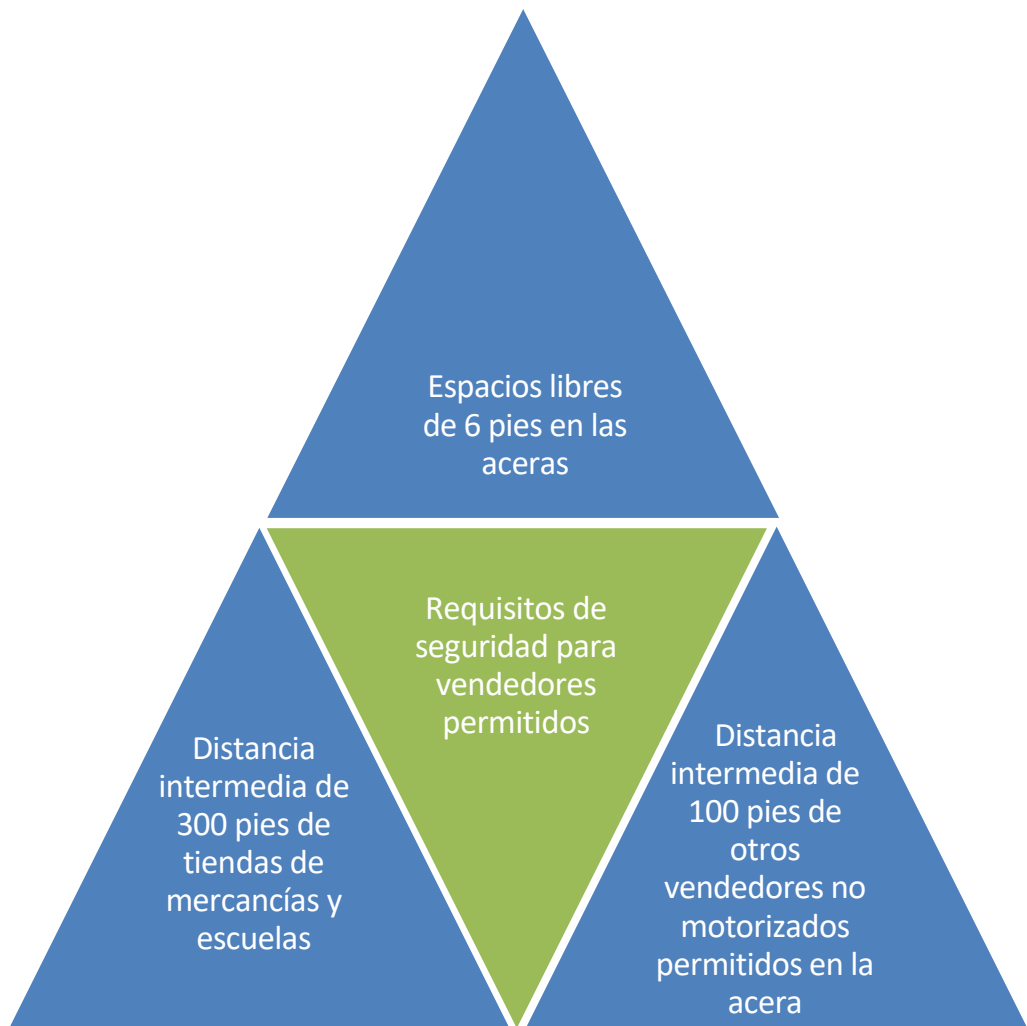 Espacios libres
de 6 pies en las
aceras
Requisitos de
seguridad para
vendedores
permitidos
Distancia
intermedia de
300 pies de
tiendas de
mercancías y
escuelas
Distancia
intermedia de
100 pies de
otros
vendedores no
motorizados
permitidos en la
acera